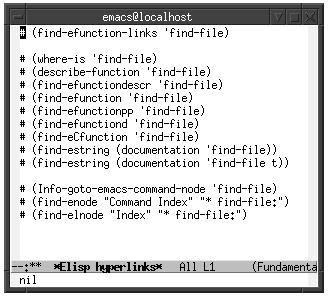 emacs@localhost
# (find-efunction-links 'find-file)
# (where-is 'find-file)
# (describe-function 'find-file)
# (find-efunctiondescr 'find-file)
# (find-efunction 'find-file)
# (find-efunctionpp 'find-file)
# (find-efunctiond 'find-file)
# (find-eCfunction 'find-file)
# (find-estring (documentation 'find-file))
# (find-estring (documentation 'find-file t))
# (Info-goto-emacs-command-node 'find-file)
# (find-enode "Command Index" "* find-file:")
# (find-elnode "Index" "* find-file:")
--:** *Elisp hyperlinks* All L1 (Fundamenta
nil